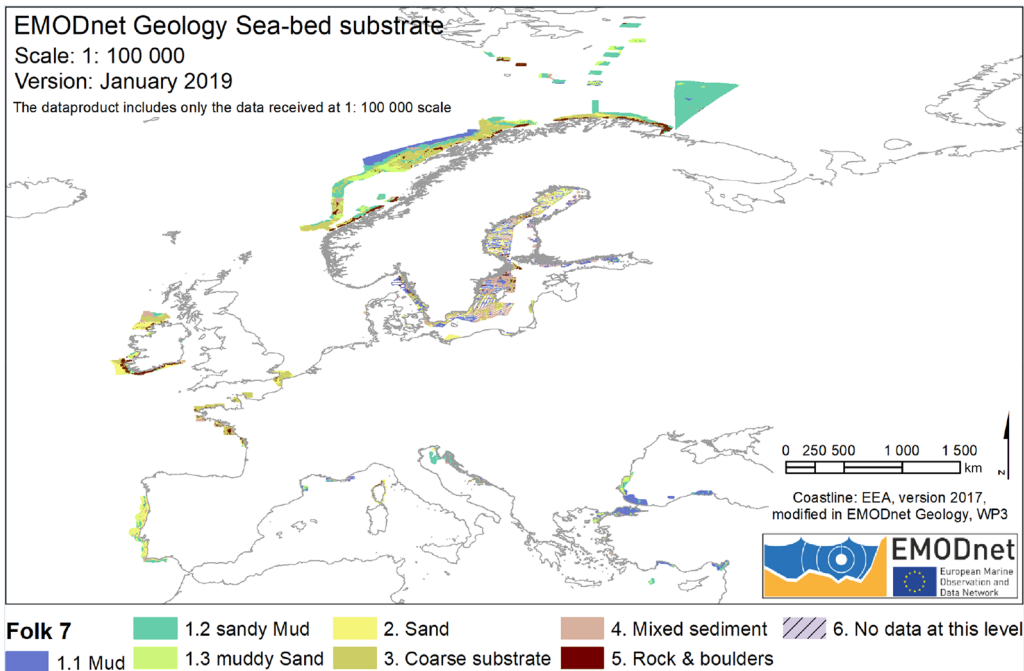 EMODnet Geology Sea-bed substrate
Scale: 1: 100 000
Version: January 2019
The dataproduct includes only the data received at 1: 100 000 scale
0 250 500 1 000 1 500
km
N
Coastline: EEA, version 2017,
modified in EMODnet Geology, WP3
EMODnet
European Marine
Observation and
Data Network
Folk 7
1.1 Mud
1.2 sandy Mud
1.3 muddy Sand
2. Sand
3. Coarse substrate
4. Mixed sediment
5. Rock & boulders
6. No data at this level